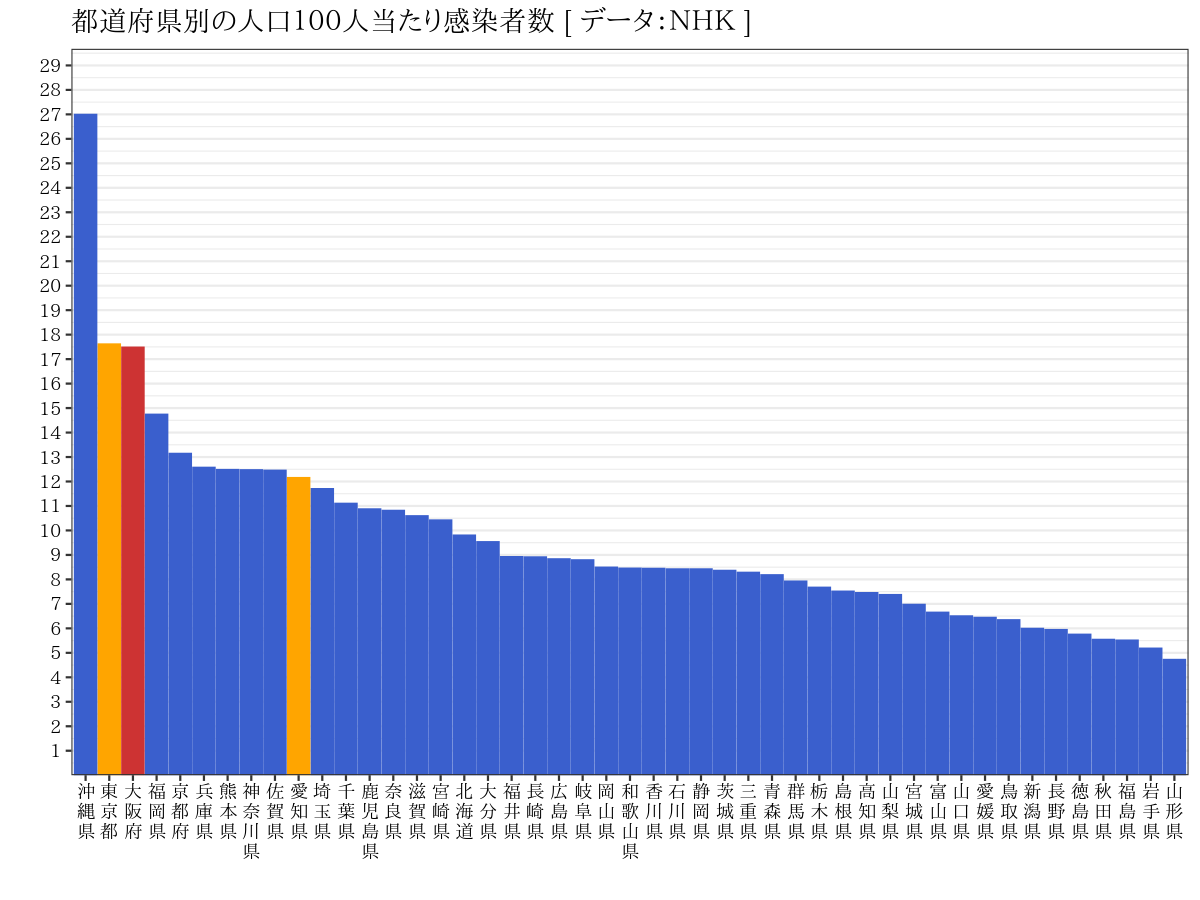 都道府県別の人口100人当たり感染者数 [ データ：NHK ]
29
28
27
26
25
24
23
22
21
20
19
18
17
16
15
14
13
12
11
10
9
8
7
6
5
4
3
2
1
沖縄県
東京都
大阪府
福岡県
京都府
兵庫県
熊本県
神奈川県
佐賀県
愛知県
埼玉県
千葉県
鹿児島県
奈良県
滋賀県
宮崎県
北海道
大分県
福井県
長崎県
広島県
岐阜県
岡山県
和歌山県
香川県
石川県
静岡県
茨城県
三重県
青森県
群馬県
栃木県
島根県
高知県
山梨県
宮城県
富山県
山口県
愛媛県
鳥取県
新潟県
長野県
徳島県
秋田県
福島県
岩手県
山形県